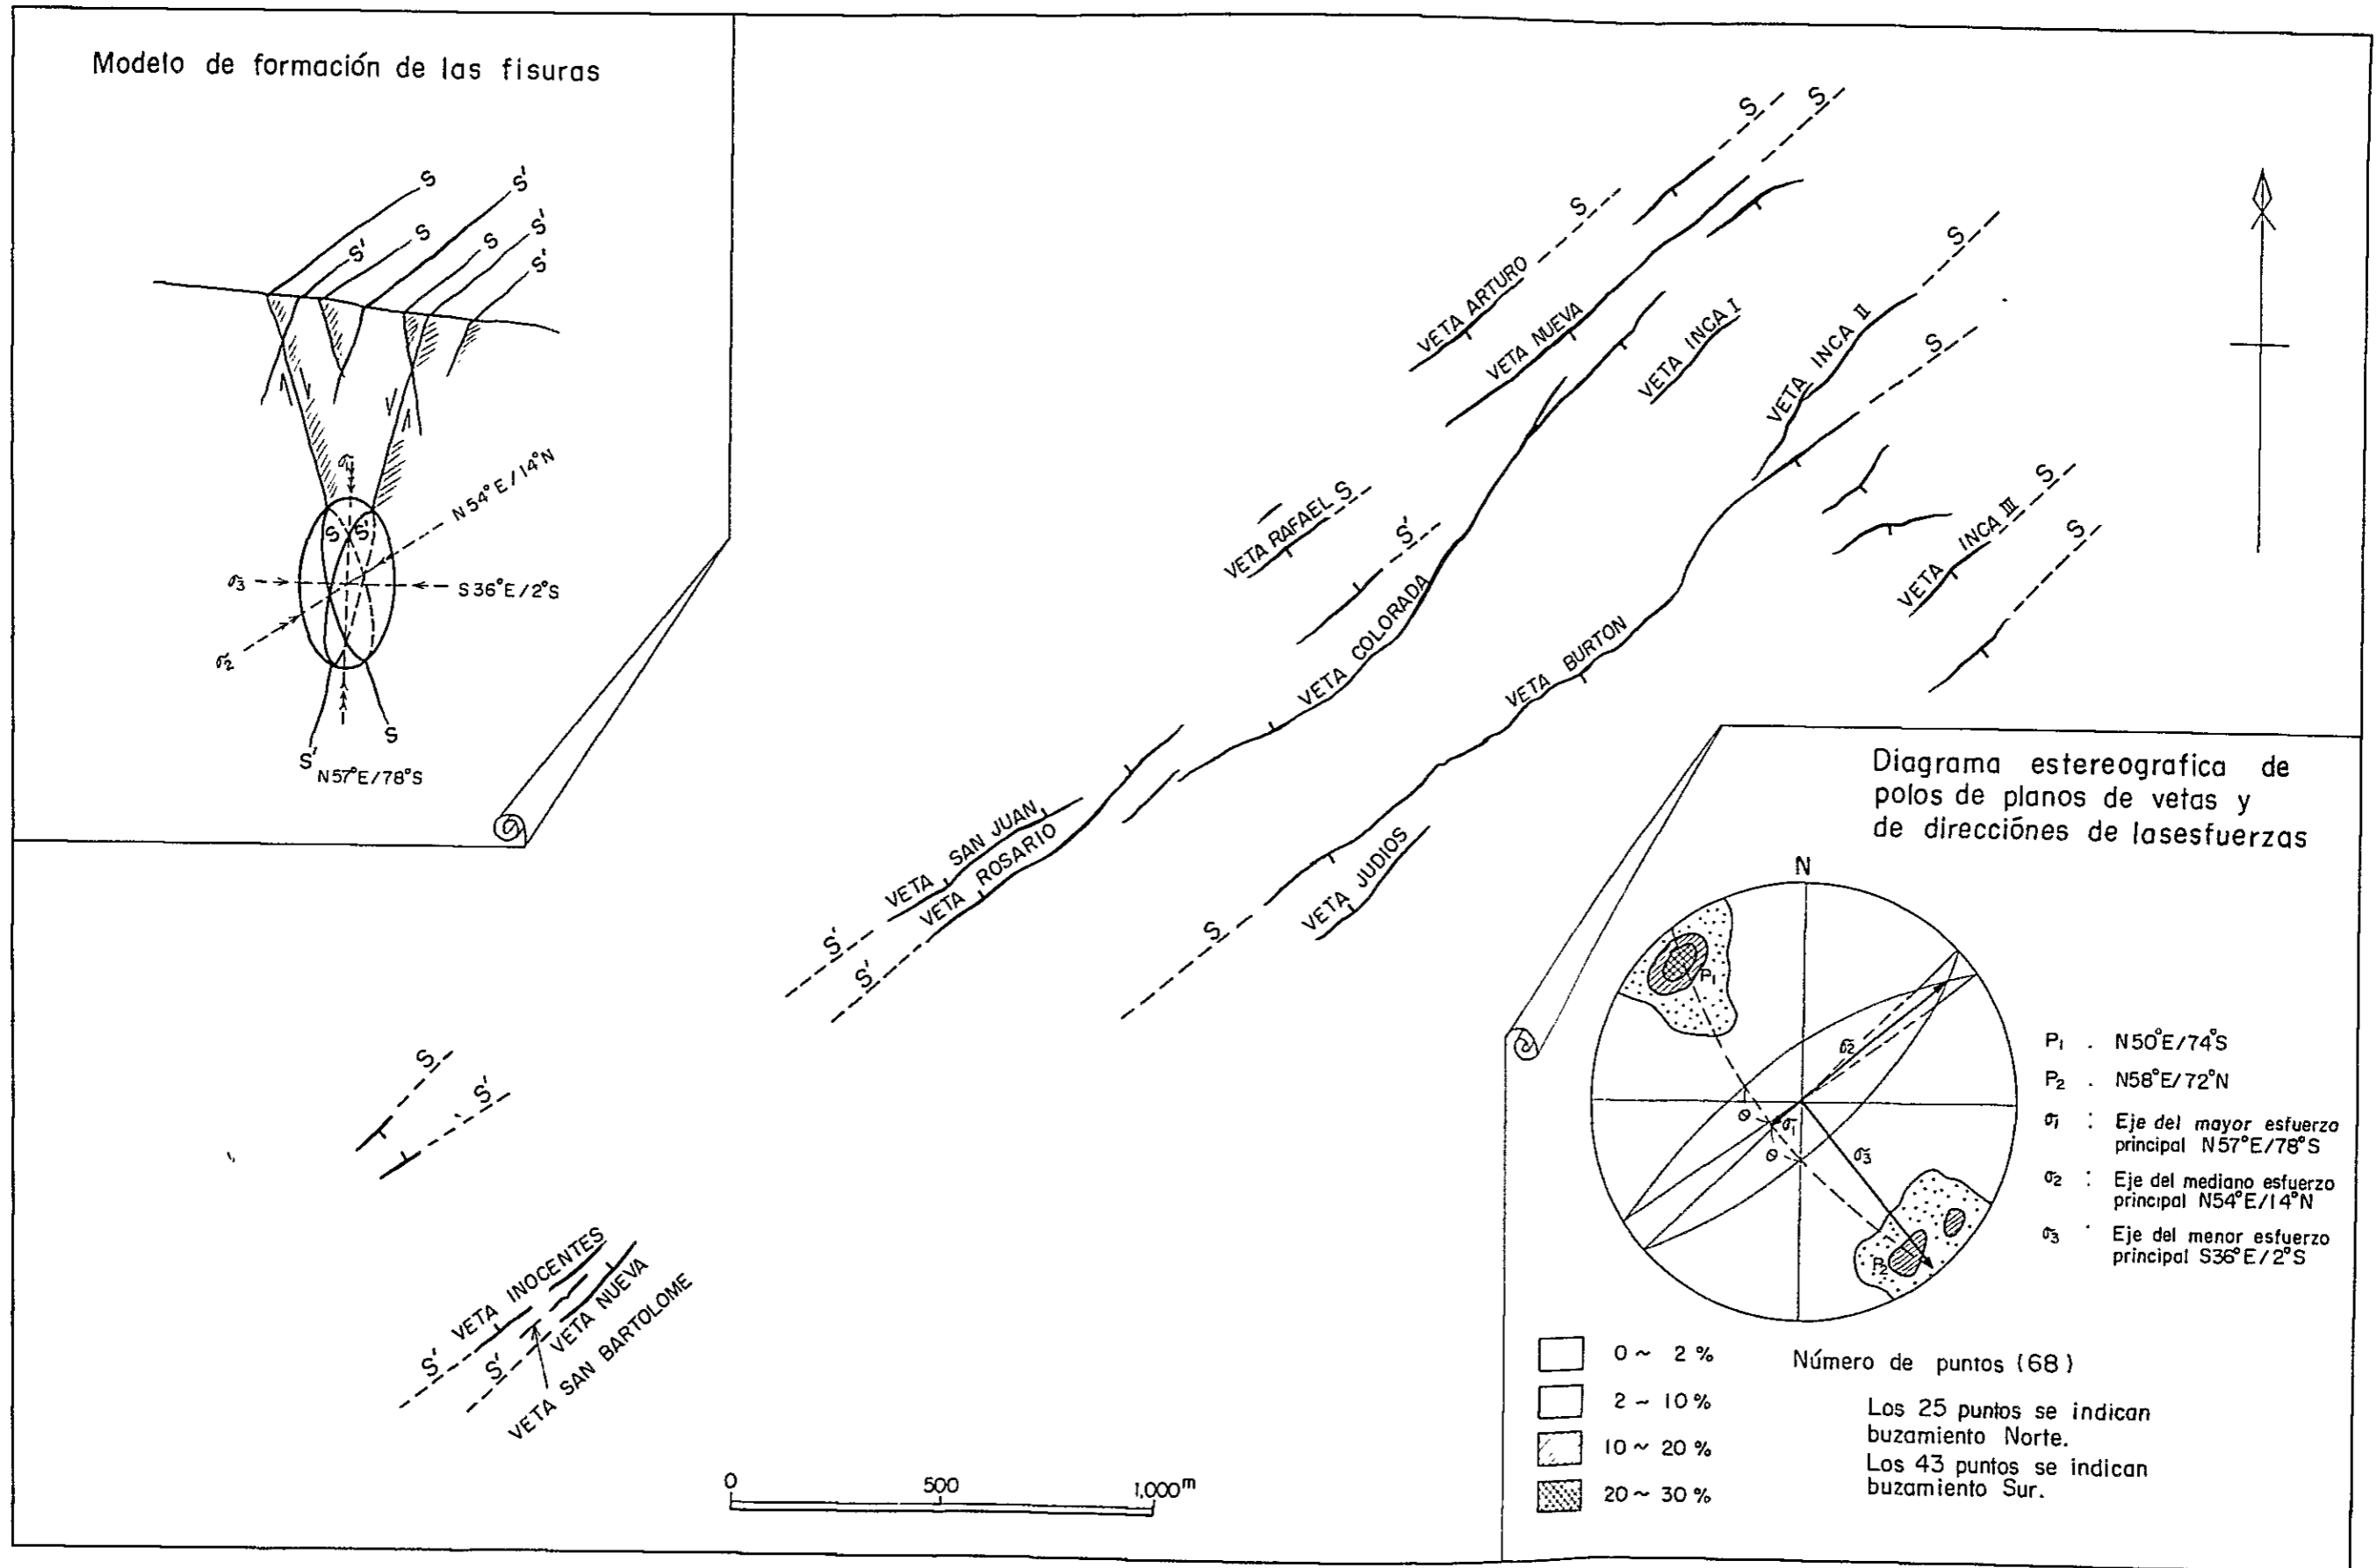 Modelo de formación de las fisuras
S
S'
S'
S
S
S'
S'
σ1
N54°E/14°N
S
S'
σ3
S36°E/2°S
σ2
S'
S
N57°E/78°S
S
S
S
VETA ARTURO
VETA NUEVA
VETA INCA I
S
VETA INCA II
S
VETA RAFAEL S
S'
VETA COLORADA
VETA BURTON
S
VETA INCA III
S
VETA SAN JUAN
VETA ROSARIO
S'
S'
S
VETA JUDIOS
S
S'
VETA INOCENTES
S'
VETA NUEVA
S'
VETA SAN BARTOLOME
0 500 1,000m
Diagrama estereografica de
polos de planos de vetas y
de direcciónes de lasesfuerzas
N
P1
σ2
θ
σ1
θ
σ3
P2
P1 . N50°E/74°S
P2 . N58°E/72°N
σ1 : Eje del mayor esfuerzo
principal N57°E/78°S
σ2 : Eje del mediano esfuerzo
principal N54°E/14°N
σ3 : Eje del menor esfuerzo
principal S36°E/2°S
0 ~ 2 %
2 ~ 10 %
10 ~ 20 %
20 ~ 30 %
Número de puntos (68)
Los 25 puntos se indican
buzamiento Norte.
Los 43 puntos se indican
buzamiento Sur.